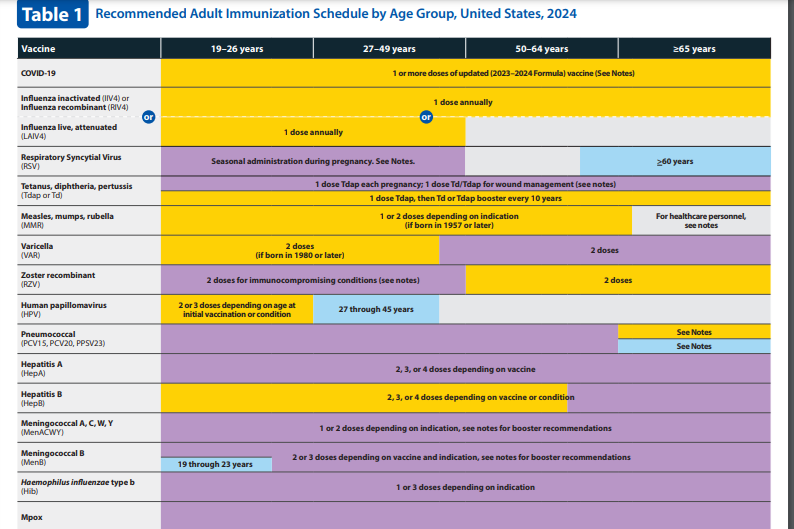 Table 1 Recommended Adult Immunization Schedule by Age Group, United States, 2024
Vaccine 19–26 years 27–49 years 50–64 years ≥65 years
COVID-19 1 or more doses of updated (2023–2024 Formula) vaccine (See Notes)
Influenza inactivated (IIV4) or
Influenza recombinant (RIV4)
1 dose annually
or or
Influenza live, attenuated
(LAIV4)
1 dose annually
Respiratory Syncytial Virus
(RSV)
Seasonal administration during pregnancy. See Notes. ≥60 years
Tetanus, diphtheria, pertussis
(Tdap or Td)
1 dose Tdap each pregnancy; 1 dose Td/Tdap for wound management (see notes)
1 dose Tdap, then Td or Tdap booster every 10 years
Measles, mumps, rubella
(MMR)
1 or 2 doses depending on indication
(if born in 1957 or later)
For healthcare personnel,
see notes
Varicella
(VAR)
2 doses
(if born in 1980 or later)
2 doses
Zoster recombinant
(RZV)
2 doses for immunocompromising conditions (see notes) 2 doses
Human papillomavirus
(HPV)
2 or 3 doses depending on age at
initial vaccination or condition
27 through 45 years
Pneumococcal
(PCV15, PCV20, PPSV23)
See Notes
See Notes
Hepatitis A
(HepA)
2, 3, or 4 doses depending on vaccine
Hepatitis B
(HepB)
2, 3, or 4 doses depending on vaccine or condition
Meningococcal A, C, W, Y
(MenACWY)
1 or 2 doses depending on indication, see notes for booster recommendations
Meningococcal B
(MenB)
2 or 3 doses depending on vaccine and indication, see notes for booster recommendations
19 through 23 years
Haemophilus influenzae type b
(Hib)
1 or 3 doses depending on indication
Mpox